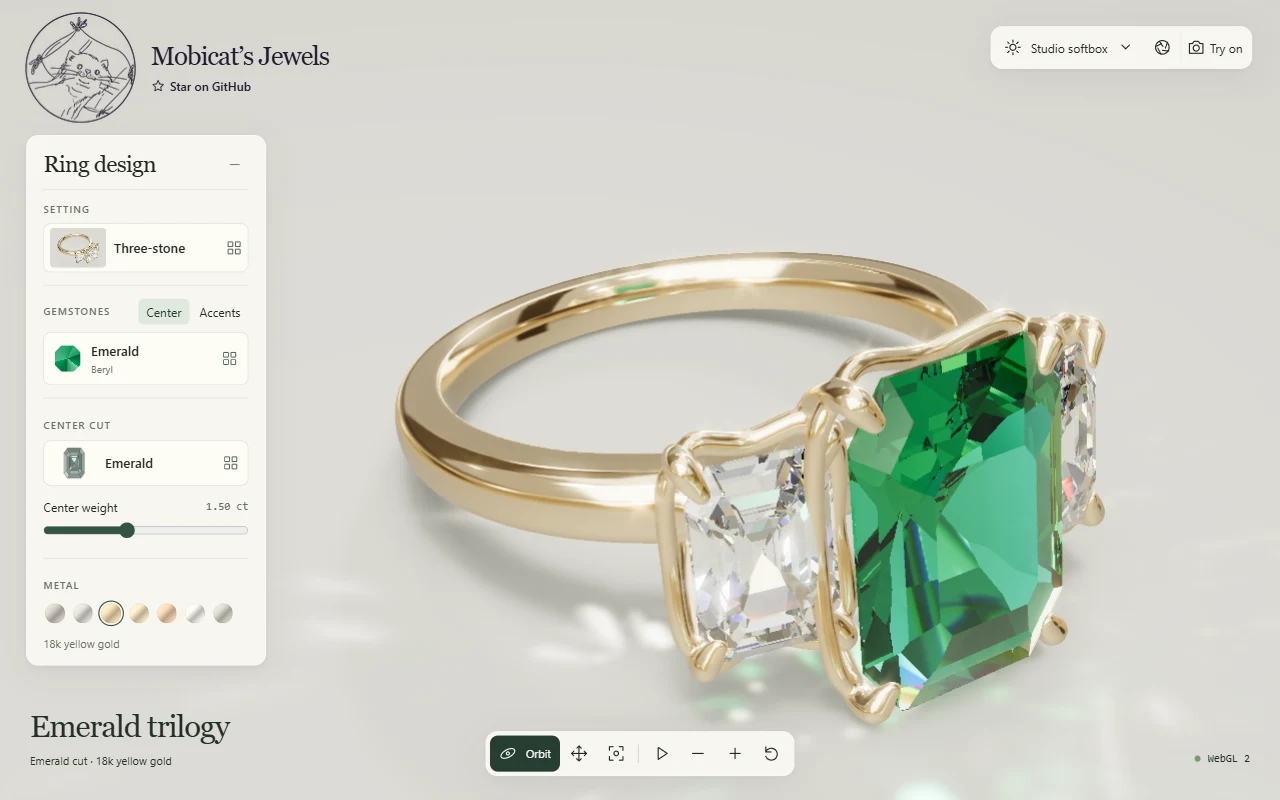 Mobicat's Jewels
Star on GitHub
Studio softbox
Try on
Ring design
SETTING
Three-stone
GEMSTONES
Center
Accents
Emerald
Beryl
CENTER CUT
Emerald
Center weight
1.50 ct
METAL
18k yellow gold
Emerald trilogy
Emerald cut · 18k yellow gold
Orbit
WebGL 2